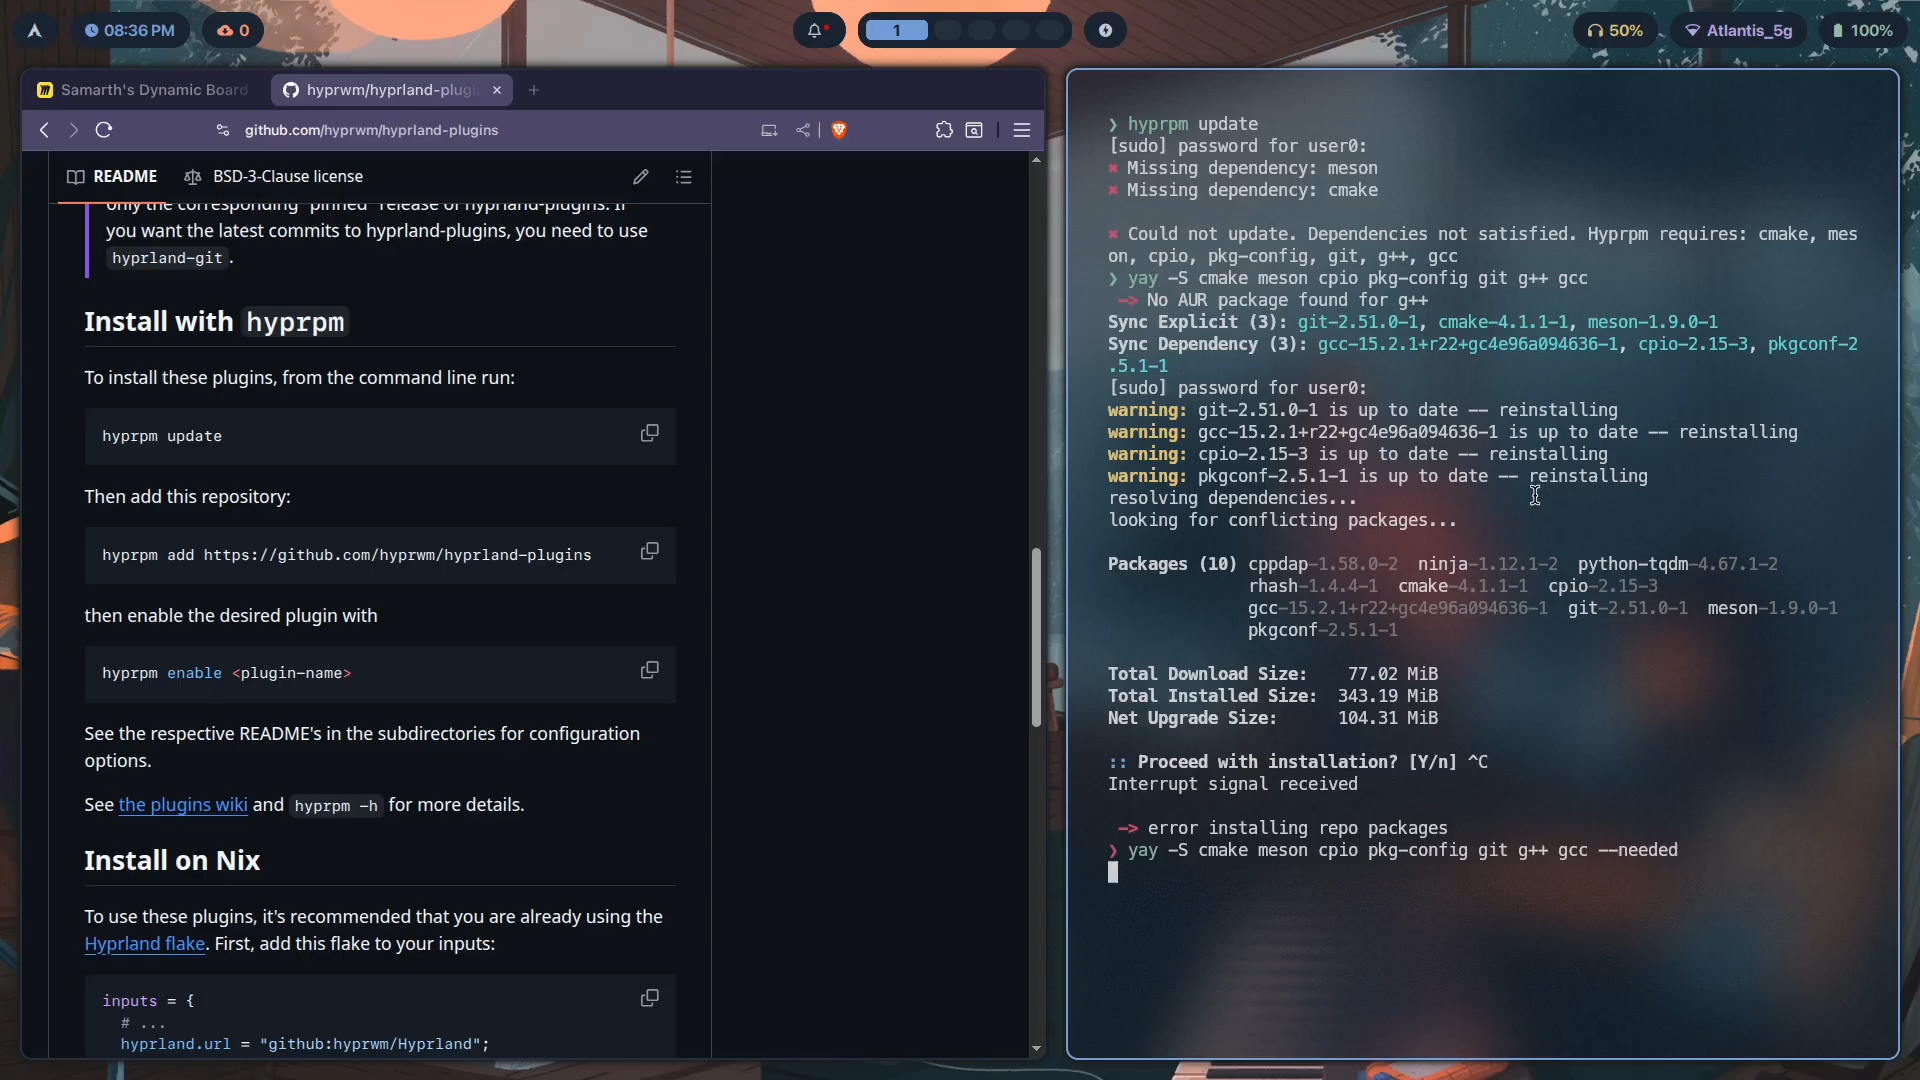 08:36 PM
0
1
50%
Atlantis_5g
100%
Samarth's Dynamic Board
hyprwm/hyprland-plugi
github.com/hyprwm/hyprland-plugins
README
BSD-3-Clause license
only the corresponding "pinned" release of hyprland-plugins. If
you want the latest commits to hyprland-plugins, you need to use
hyprland-git.
Install with hyprpm
To install these plugins, from the command line run:
hyprpm update
Then add this repository:
hyprpm add https://github.com/hyprwm/hyprland-plugins
then enable the desired plugin with
hyprpm enable <plugin-name>
See the respective README's in the subdirectories for configuration
options.
See the plugins wiki and hyprpm -h for more details.
Install on Nix
To use these plugins, it's recommended that you are already using the
Hyprland flake. First, add this flake to your inputs:
inputs = {
# ...
hyprland.url = "github:hyprwm/Hyprland";
❯ hyprpm update
[sudo] password for user0:
✖ Missing dependency: meson
✖ Missing dependency: cmake
✖ Could not update. Dependencies not satisfied. Hyprpm requires: cmake, mes
on, cpio, pkg-config, git, g++, gcc
❯ yay -S cmake meson cpio pkg-config git g++ gcc
-> No AUR package found for g++
Sync Explicit (3): git-2.51.0-1, cmake-4.1.1-1, meson-1.9.0-1
Sync Dependency (3): gcc-15.2.1+r22+gc4e96a094636-1, cpio-2.15-3, pkgconf-2
.5.1-1
[sudo] password for user0:
warning: git-2.51.0-1 is up to date -- reinstalling
warning: gcc-15.2.1+r22+gc4e96a094636-1 is up to date -- reinstalling
warning: cpio-2.15-3 is up to date -- reinstalling
warning: pkgconf-2.5.1-1 is up to date -- reinstalling
resolving dependencies...
looking for conflicting packages...
Packages (10) cppdap-1.58.0-2 ninja-1.12.1-2 python-tqdm-4.67.1-2
rhash-1.4.4-1 cmake-4.1.1-1 cpio-2.15-3
gcc-15.2.1+r22+gc4e96a094636-1 git-2.51.0-1 meson-1.9.0-1
pkgconf-2.5.1-1
Total Download Size: 77.02 MiB
Total Installed Size: 343.19 MiB
Net Upgrade Size: 104.31 MiB
:: Proceed with installation? [Y/n] ^C
Interrupt signal received
-> error installing repo packages
❯ yay -S cmake meson cpio pkg-config git g++ gcc --needed